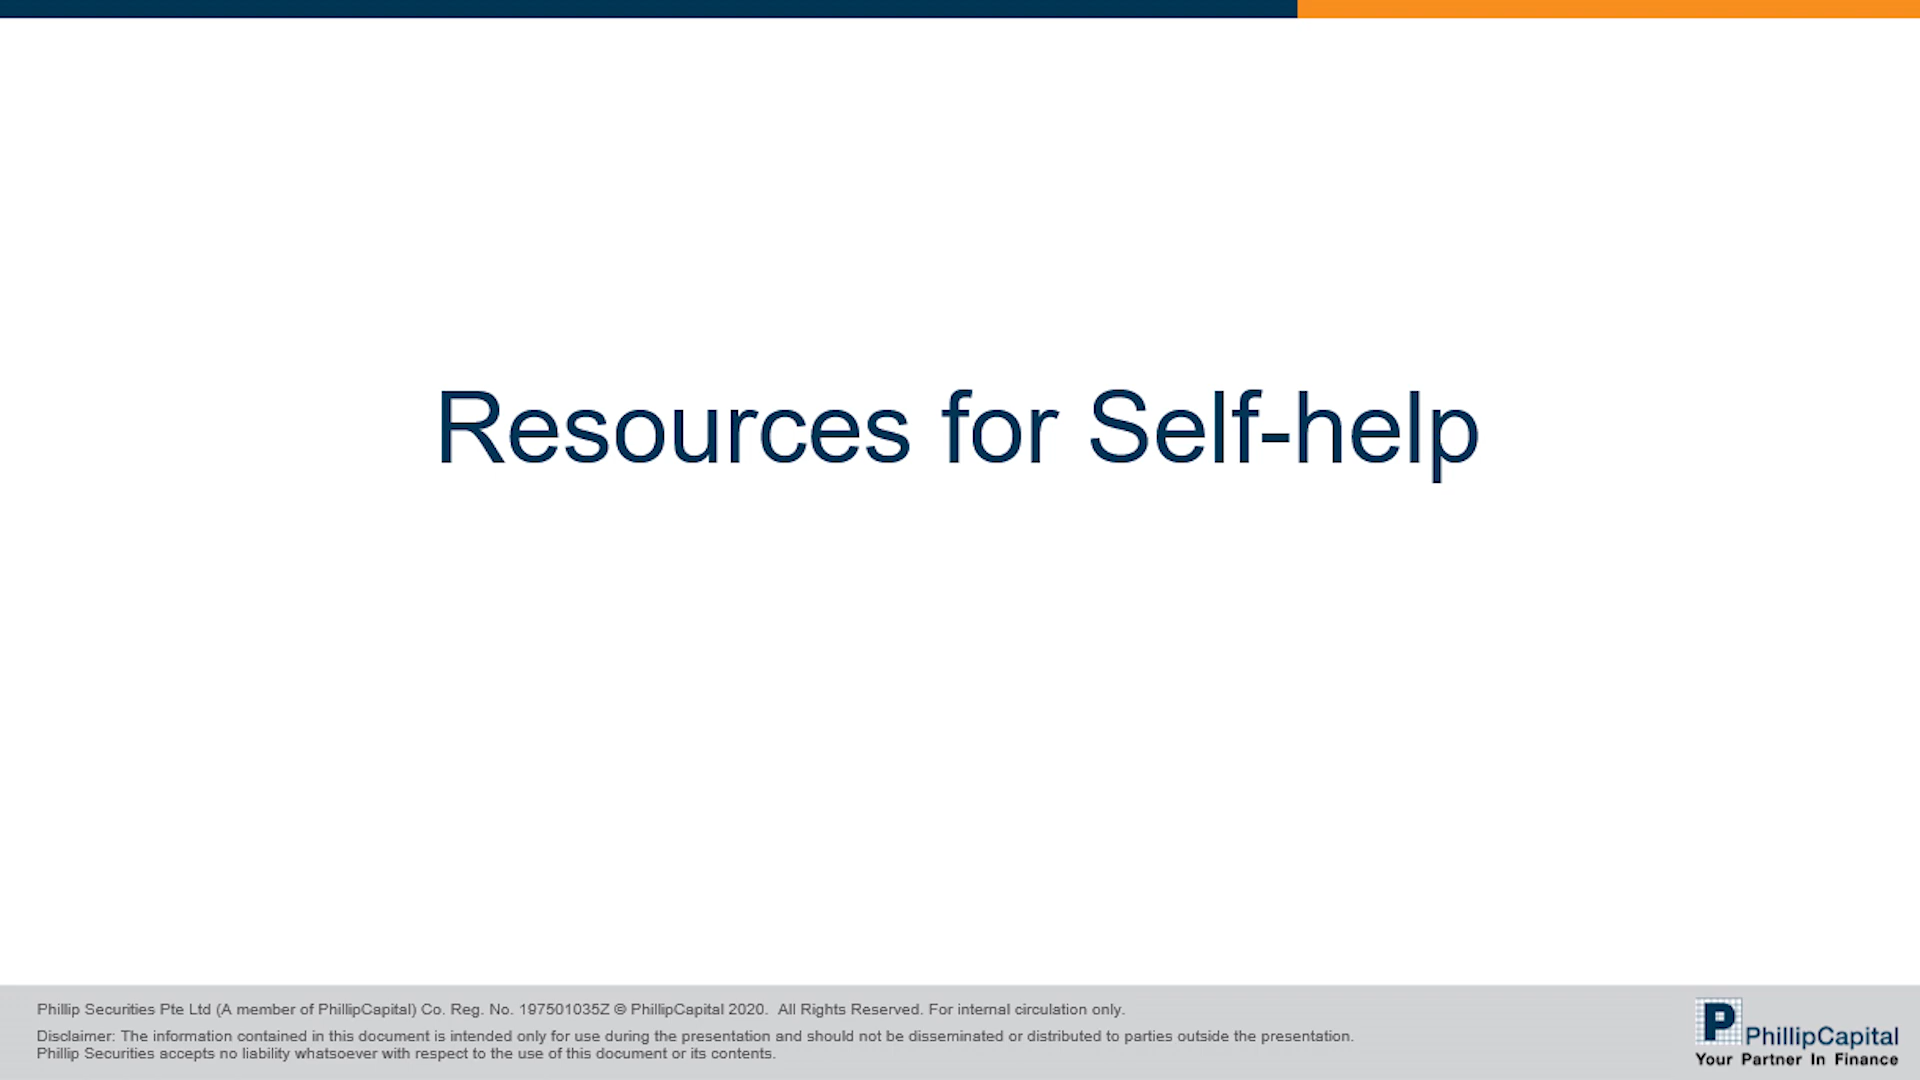 Resources for Self-help
Phillip Securities Pte Ltd (A member of PhillipCapital) Co. Reg. No. 197501035Z © PhillipCapital 2020.  All Rights Reserved. For internal circulation only.
Disclaimer: The information contained in this document is intended only for use during the presentation and should not be disseminated or distributed to parties outside the presentation.
Phillip Securities accepts no liability whatsoever with respect to the use of this document or its contents.
P
PhillipCapital
Your Partner In Finance